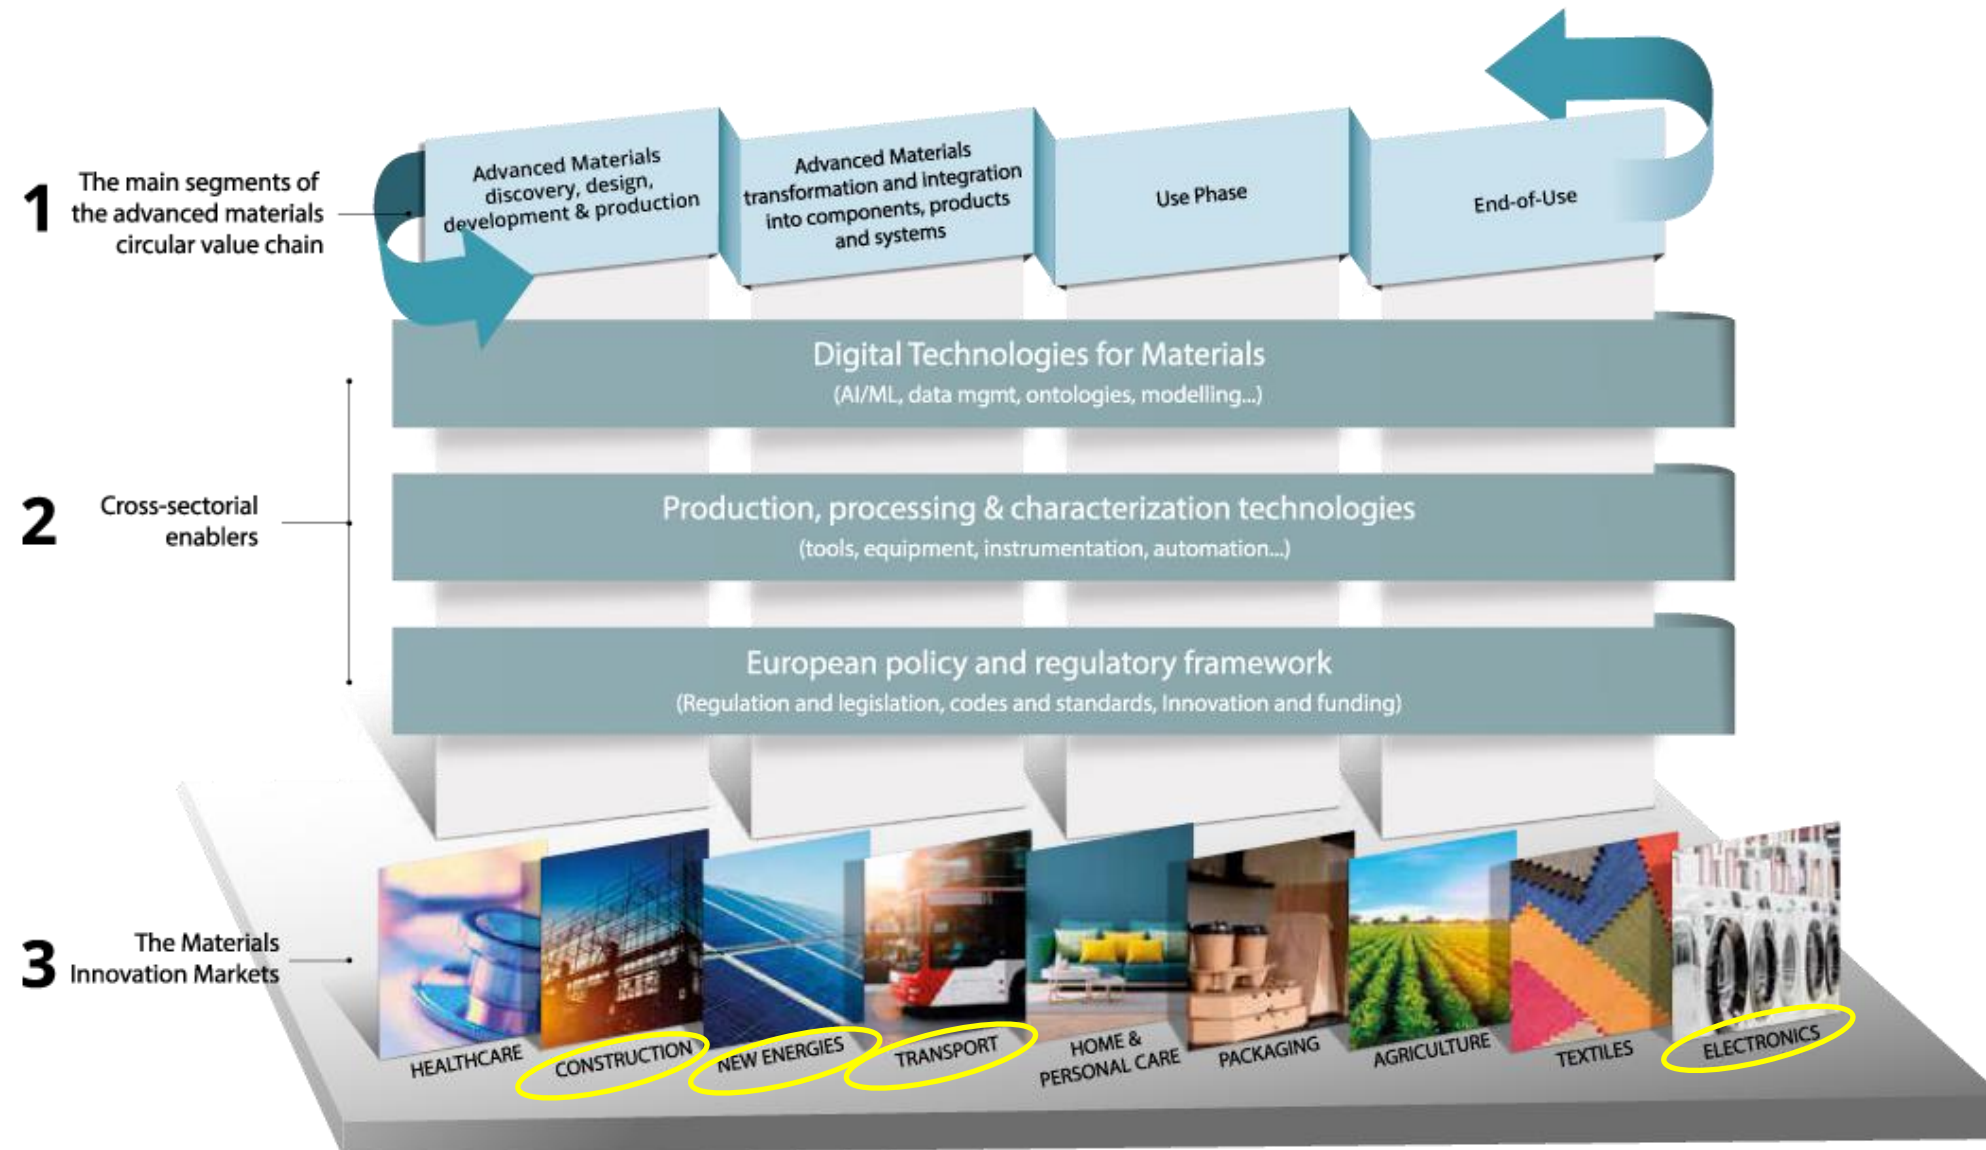 1
The main segments of
the advanced materials
circular value chain
Advanced Materials
discovery, design,
development & production
Advanced Materials
transformation and integration
into components, products
and systems
Use Phase
End-of-Use
2
Cross-sectorial
enablers
Digital Technologies for Materials
(AI/ML, data mgmt, ontologies, modelling...)
Production, processing & characterization technologies
(tools, equipment, instrumentation, automation...)
European policy and regulatory framework
(Regulation and legislation, codes and standards, Innovation and funding)
3
The Materials
Innovation Markets
HEALTHCARE
CONSTRUCTION
NEW ENERGIES
TRANSPORT
HOME &
PERSONAL CARE
PACKAGING
AGRICULTURE
TEXTILES
ELECTRONICS